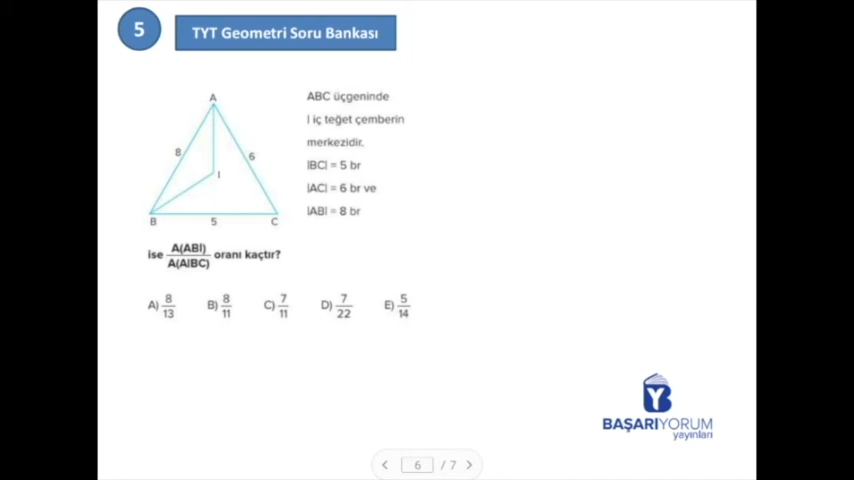 5
TYT Geometri Soru Bankası
A
8
6
I
B
5
C
ABC üçgeninde
I iç teğet çemberin
merkezidir.
|BC| = 5 br
|AC| = 6 br ve
|AB| = 8 br
ise A(ABI)/A(AIBC) oranı kaçtır?
A) 8/13 B) 8/11 C) 7/11 D) 7/22 E) 5/14
BAŞARIYORUM
yayınları
6 / 7